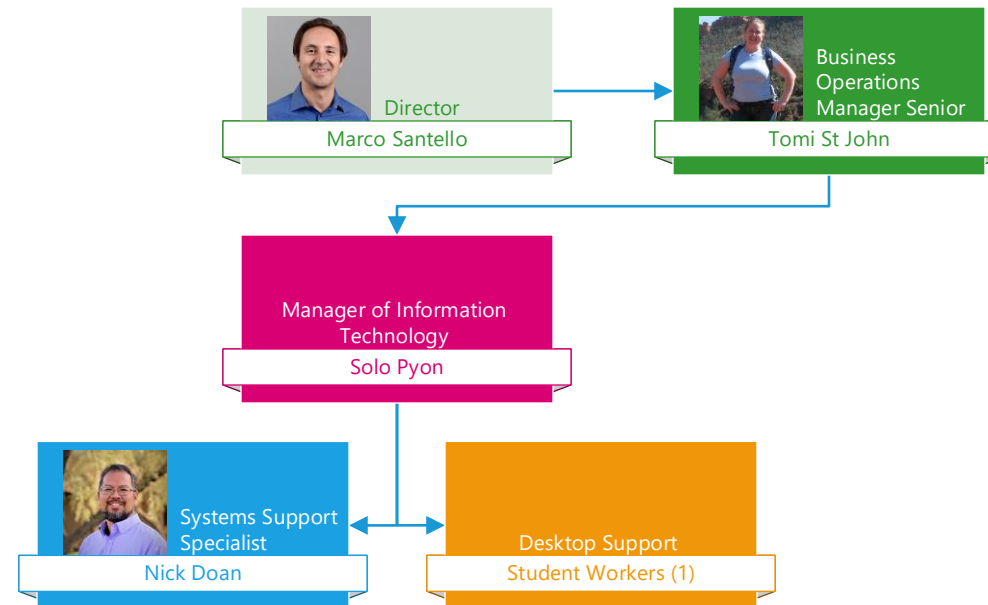 Director
Marco Santello
Business
Operations
Manager Senior
Tomi St John
Manager of Information
Technology
Solo Pyon
Systems Support
Specialist
Nick Doan
Desktop Support
Student Workers (1)